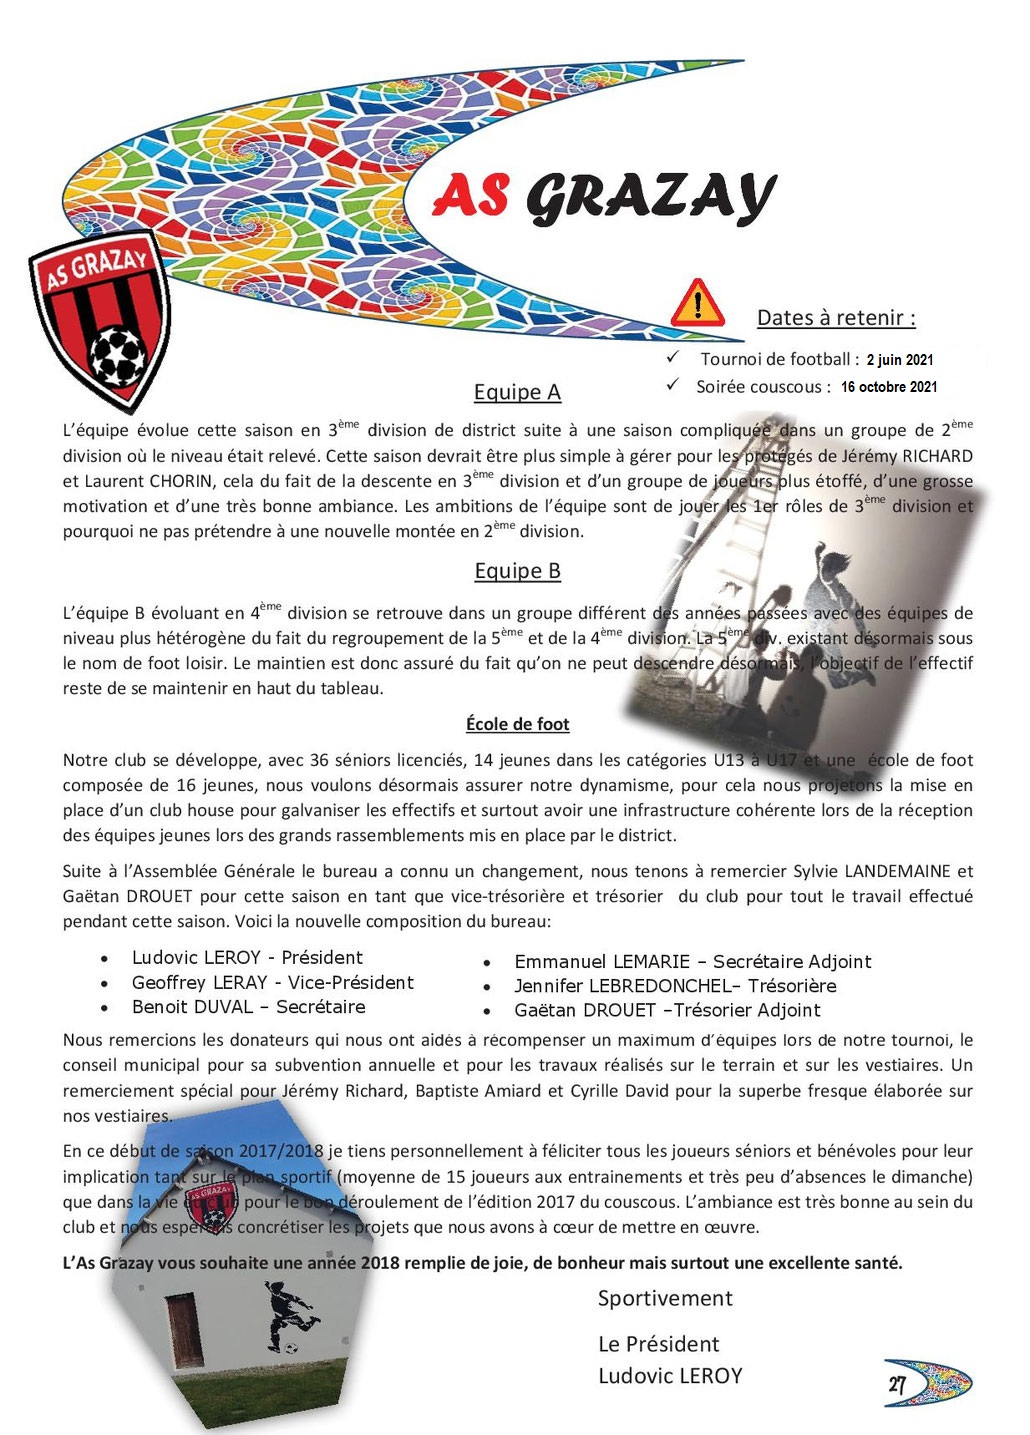 AS GRAZAY
AS GRAZAY
Dates à retenir :
✓ Tournoi de football : 2 juin 2021
✓ Soirée couscous : 16 octobre 2021
Equipe A
L’équipe évolue cette saison en 3ème division de district suite à une saison compliquée dans un groupe de 2ème
division où le niveau était relevé. Cette saison devrait être plus simple à gérer pour les protégés de Jérémy RICHARD
et Laurent CHORIN, cela du fait de la descente en 3ème division et d’un groupe de joueurs plus étoffé, d’une grosse
motivation et d’une très bonne ambiance. Les ambitions de l’équipe sont de jouer les 1er rôles de 3ème division et
pourquoi ne pas prétendre à une nouvelle montée en 2ème division.
Equipe B
L’équipe B évoluant en 4ème division se retrouve dans un groupe différent des années passées avec des équipes de
niveau plus hétérogène du fait du regroupement de la 5ème et de la 4ème division. La 5ème div. existant désormais sous
le nom de foot loisir. Le maintien est donc assuré du fait qu’on ne peut descendre désormais, l’objectif de l’effectif
reste de se maintenir en haut du tableau.
École de foot
Notre club se développe, avec 36 séniors licenciés, 14 jeunes dans les catégories U13 à U17 et une école de foot
composée de 16 jeunes, nous voulons désormais assurer notre dynamisme, pour cela nous projetons la mise en
place d’un club house pour galvaniser les effectifs et surtout avoir une infrastructure cohérente lors de la réception
des équipes jeunes lors des grands rassemblements mis en place par le district.
Suite à l’Assemblée Générale le bureau a connu un changement, nous tenons à remercier Sylvie LANDEMAINE et
Gaëtan DROUET pour cette saison en tant que vice-trésorière et trésorier du club pour tout le travail effectué
pendant cette saison. Voici la nouvelle composition du bureau:
• Ludovic LEROY - Président
• Geoffrey LERAY - Vice-Président
• Benoit DUVAL – Secrétaire
• Emmanuel LEMARIE – Secrétaire Adjoint
• Jennifer LEBREDONCHEL– Trésorière
• Gaëtan DROUET –Trésorier Adjoint
Nous remercions les donateurs qui nous ont aidés à récompenser un maximum d’équipes lors de notre tournoi, le
conseil municipal pour sa subvention annuelle et pour les travaux réalisés sur le terrain et sur les vestiaires. Un
remerciement spécial pour Jérémy Richard, Baptiste Amiard et Cyrille David pour la superbe fresque élaborée sur
nos vestiaires.
En ce début de saison 2017/2018 je tiens personnellement à féliciter tous les joueurs séniors et bénévoles pour leur
implication tant sur le plan sportif (moyenne de 15 joueurs aux entrainements et très peu d’absences le dimanche)
que dans la vie du club pour le bon déroulement de l’édition 2017 du couscous. L’ambiance est très bonne au sein du
club et nous espérons concrétiser les projets que nous avons à cœur de mettre en œuvre.
AS GRAZAY
L’As Grazay vous souhaite une année 2018 remplie de joie, de bonheur mais surtout une excellente santé.
Sportivement
Le Président
Ludovic LEROY
27